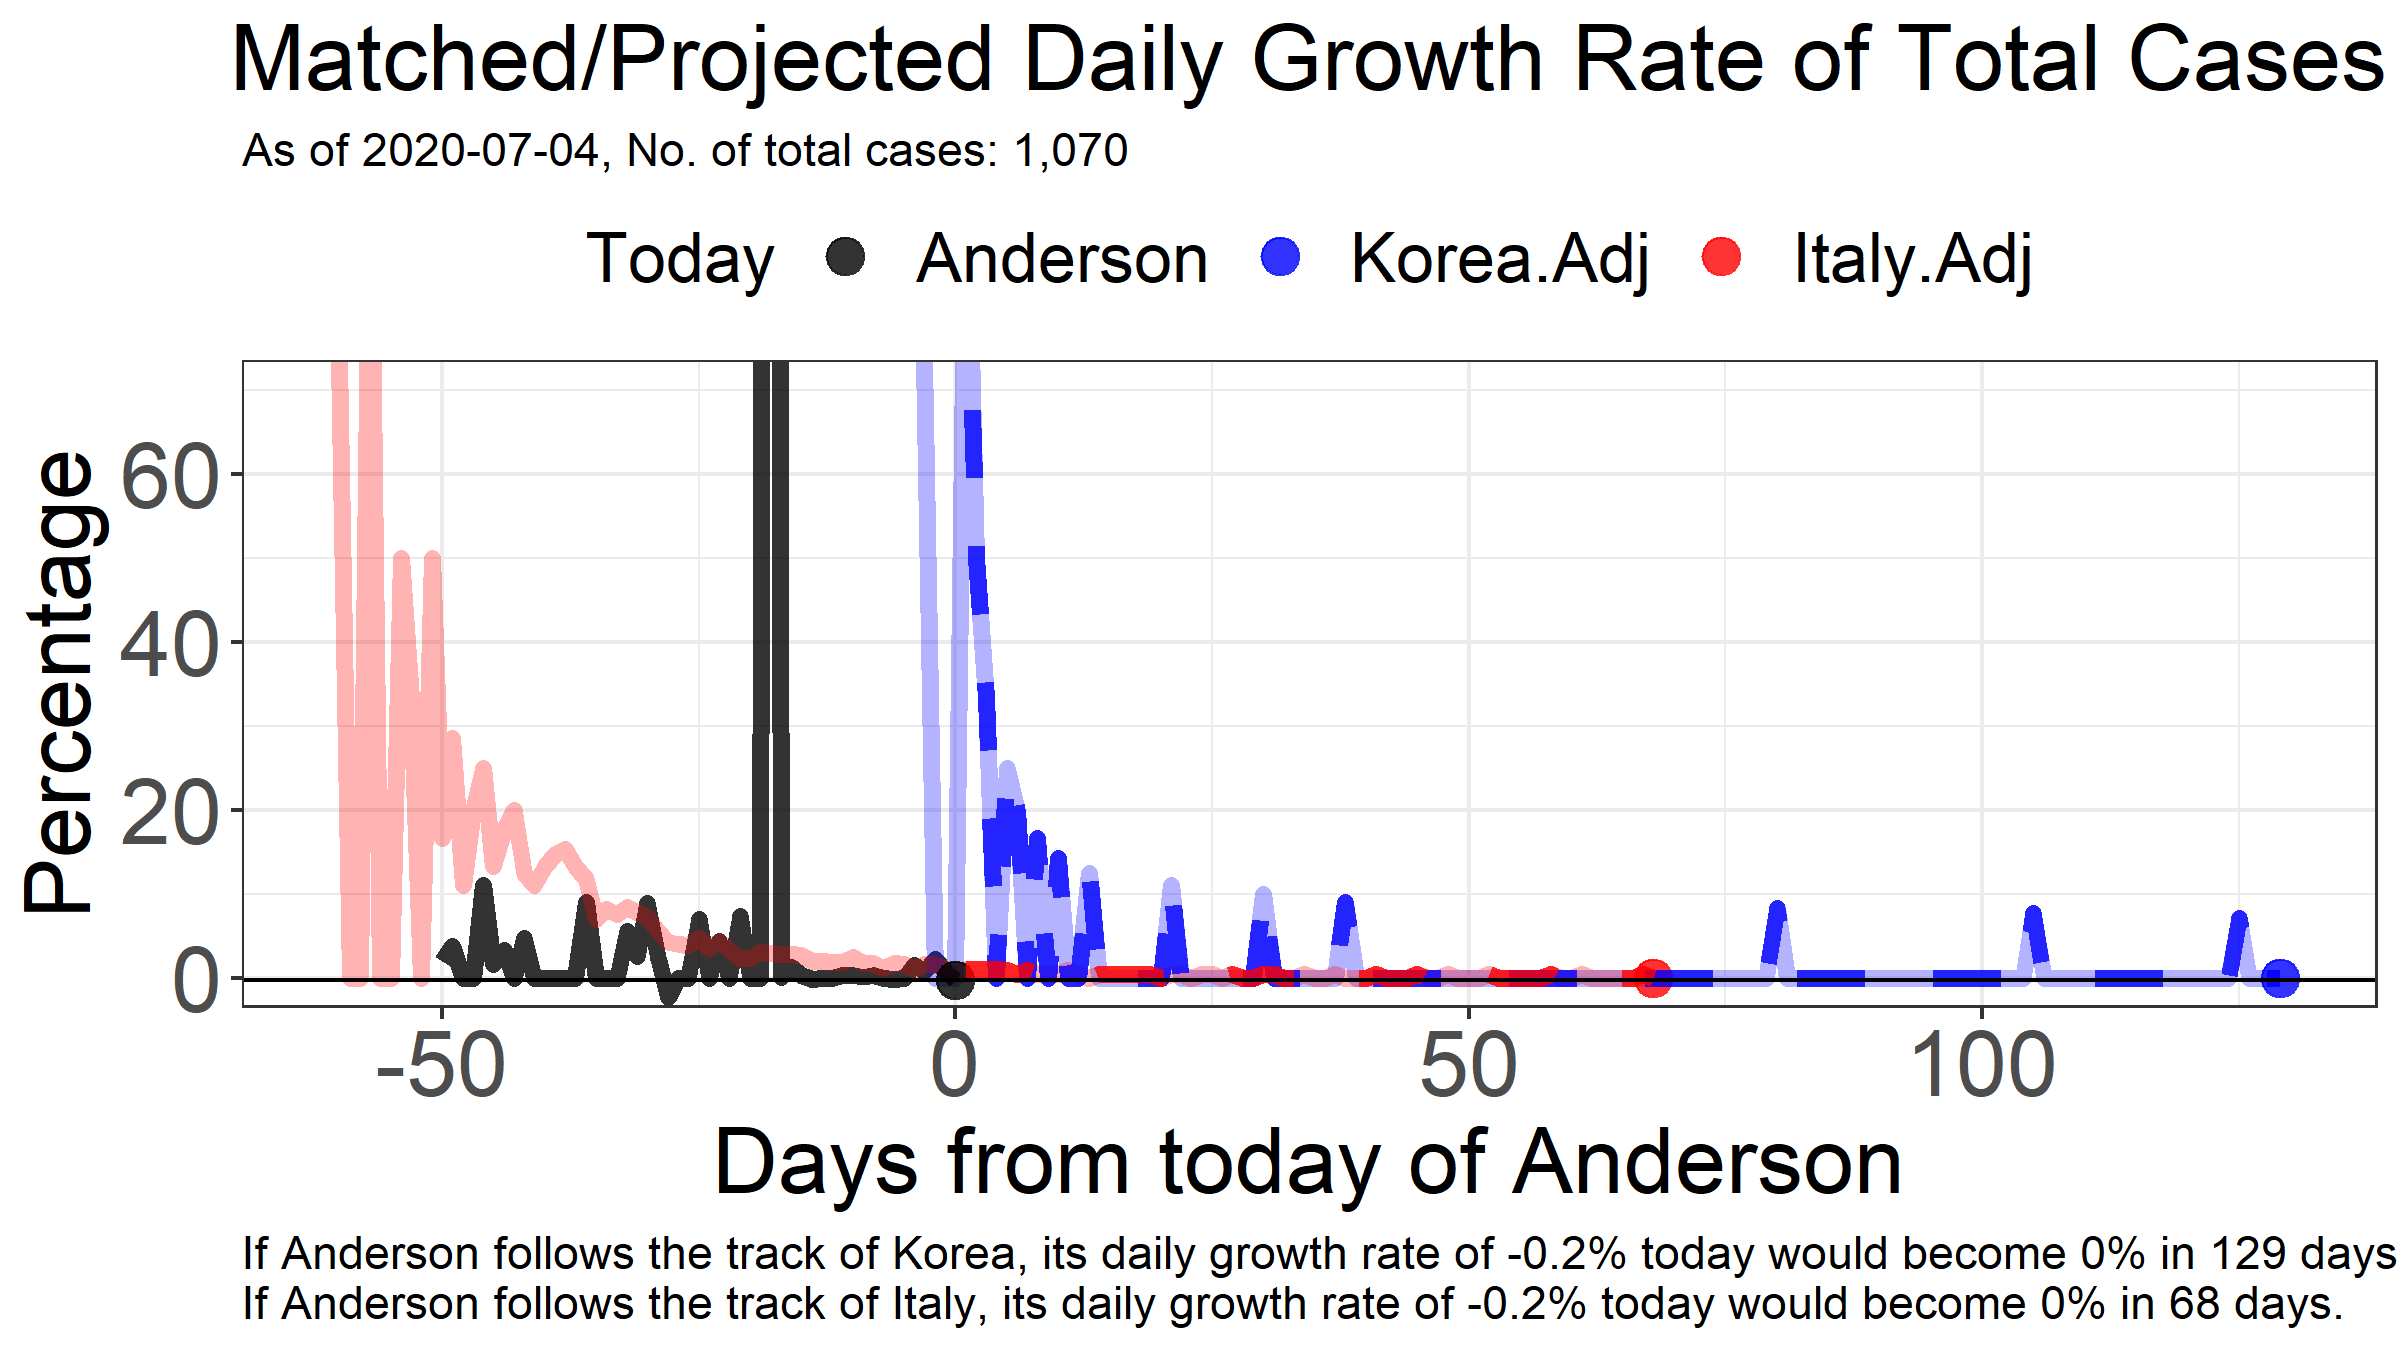 Matched/Projected Daily Growth Rate of Total Cases
As of 2020-07-04, No. of total cases: 1,070
Today Anderson Korea.Adj Italy.Adj
Percentage
60
40
20
0
-50 0 50 100
Days from today of Anderson
If Anderson follows the track of Korea, its daily growth rate of -0.2% today would become 0% in 129 days
If Anderson follows the track of Italy, its daily growth rate of -0.2% today would become 0% in 68 days.